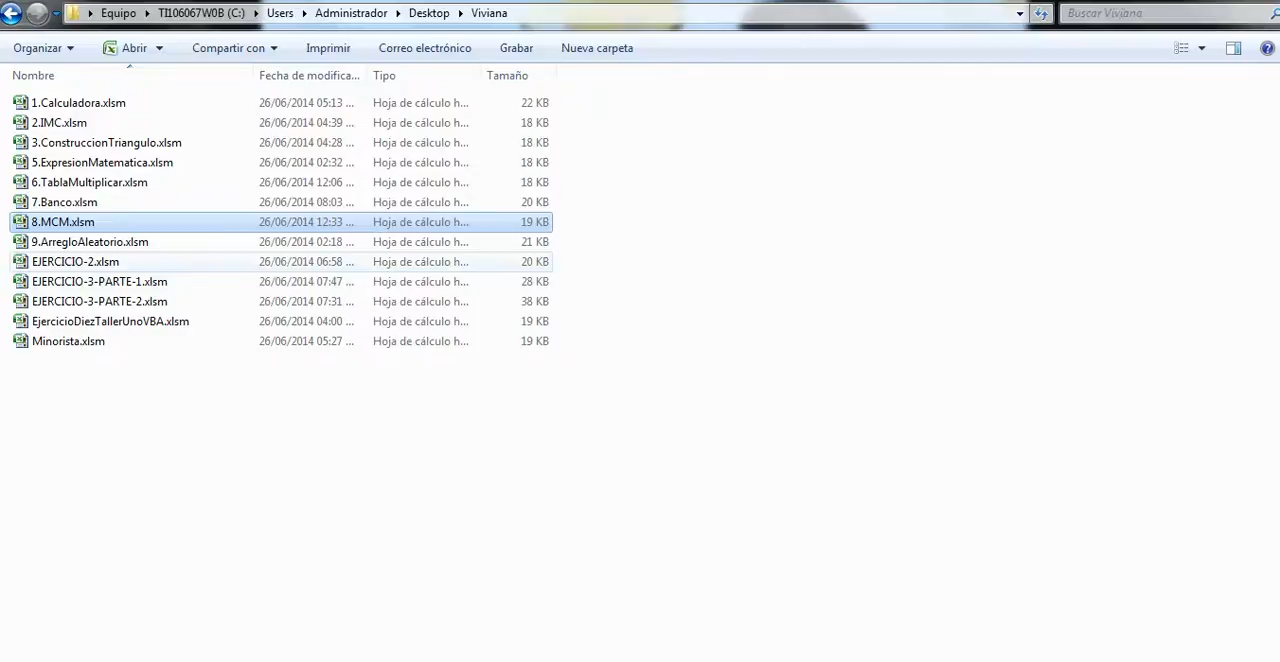 Equipo TI106067W0B (C:) Users Administrador Desktop Viviana Buscar Viviana
Organizar Abrir Compartir con Imprimir Correo electrónico Grabar Nueva carpeta
Nombre Fecha de modifica... Tipo Tamaño
1.Calculadora.xlsm 26/06/2014 05:13 ... Hoja de cálculo h... 22 KB
2.IMC.xlsm 26/06/2014 04:39 ... Hoja de cálculo h... 18 KB
3.ConstruccionTriangulo.xlsm 26/06/2014 04:28 ... Hoja de cálculo h... 18 KB
5.ExpresionMatematica.xlsm 26/06/2014 02:32 ... Hoja de cálculo h... 18 KB
6.TablaMultiplicar.xlsm 26/06/2014 12:06 ... Hoja de cálculo h... 18 KB
7.Banco.xlsm 26/06/2014 08:03 ... Hoja de cálculo h... 20 KB
8.MCM.xlsm 26/06/2014 12:33 ... Hoja de cálculo h... 19 KB
9.ArregloAleatorio.xlsm 26/06/2014 02:18 ... Hoja de cálculo h... 21 KB
EJERCICIO-2.xlsm 26/06/2014 06:58 ... Hoja de cálculo h... 20 KB
EJERCICIO-3-PARTE-1.xlsm 26/06/2014 07:47 ... Hoja de cálculo h... 28 KB
EJERCICIO-3-PARTE-2.xlsm 26/06/2014 07:31 ... Hoja de cálculo h... 38 KB
EjercicioDiezTallerUnoVBA.xlsm 26/06/2014 04:00 ... Hoja de cálculo h... 19 KB
Minorista.xlsm 26/06/2014 05:27 ... Hoja de cálculo h... 19 KB